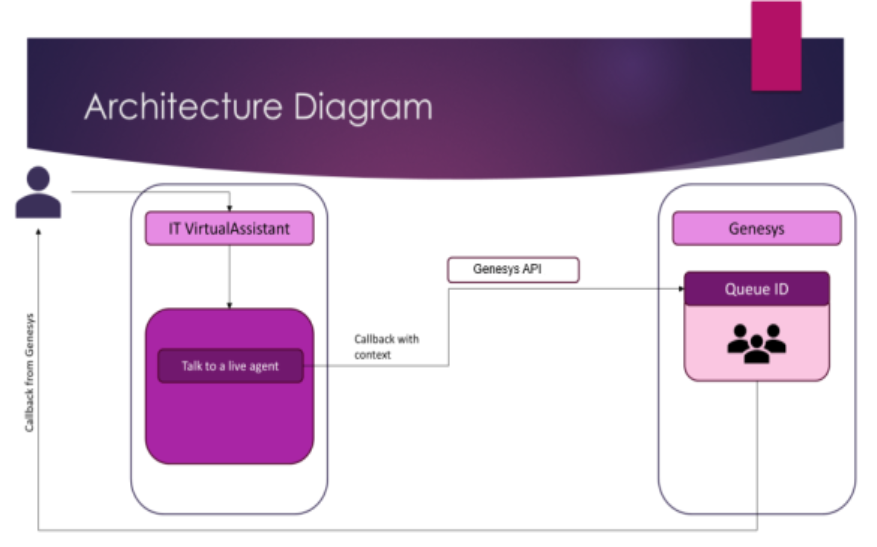 Architecture Diagram
IT VirtualAssistant
Genesys
Genesys API
Queue ID
Callback with
context
Talk to a live agent
Callback from Genesys